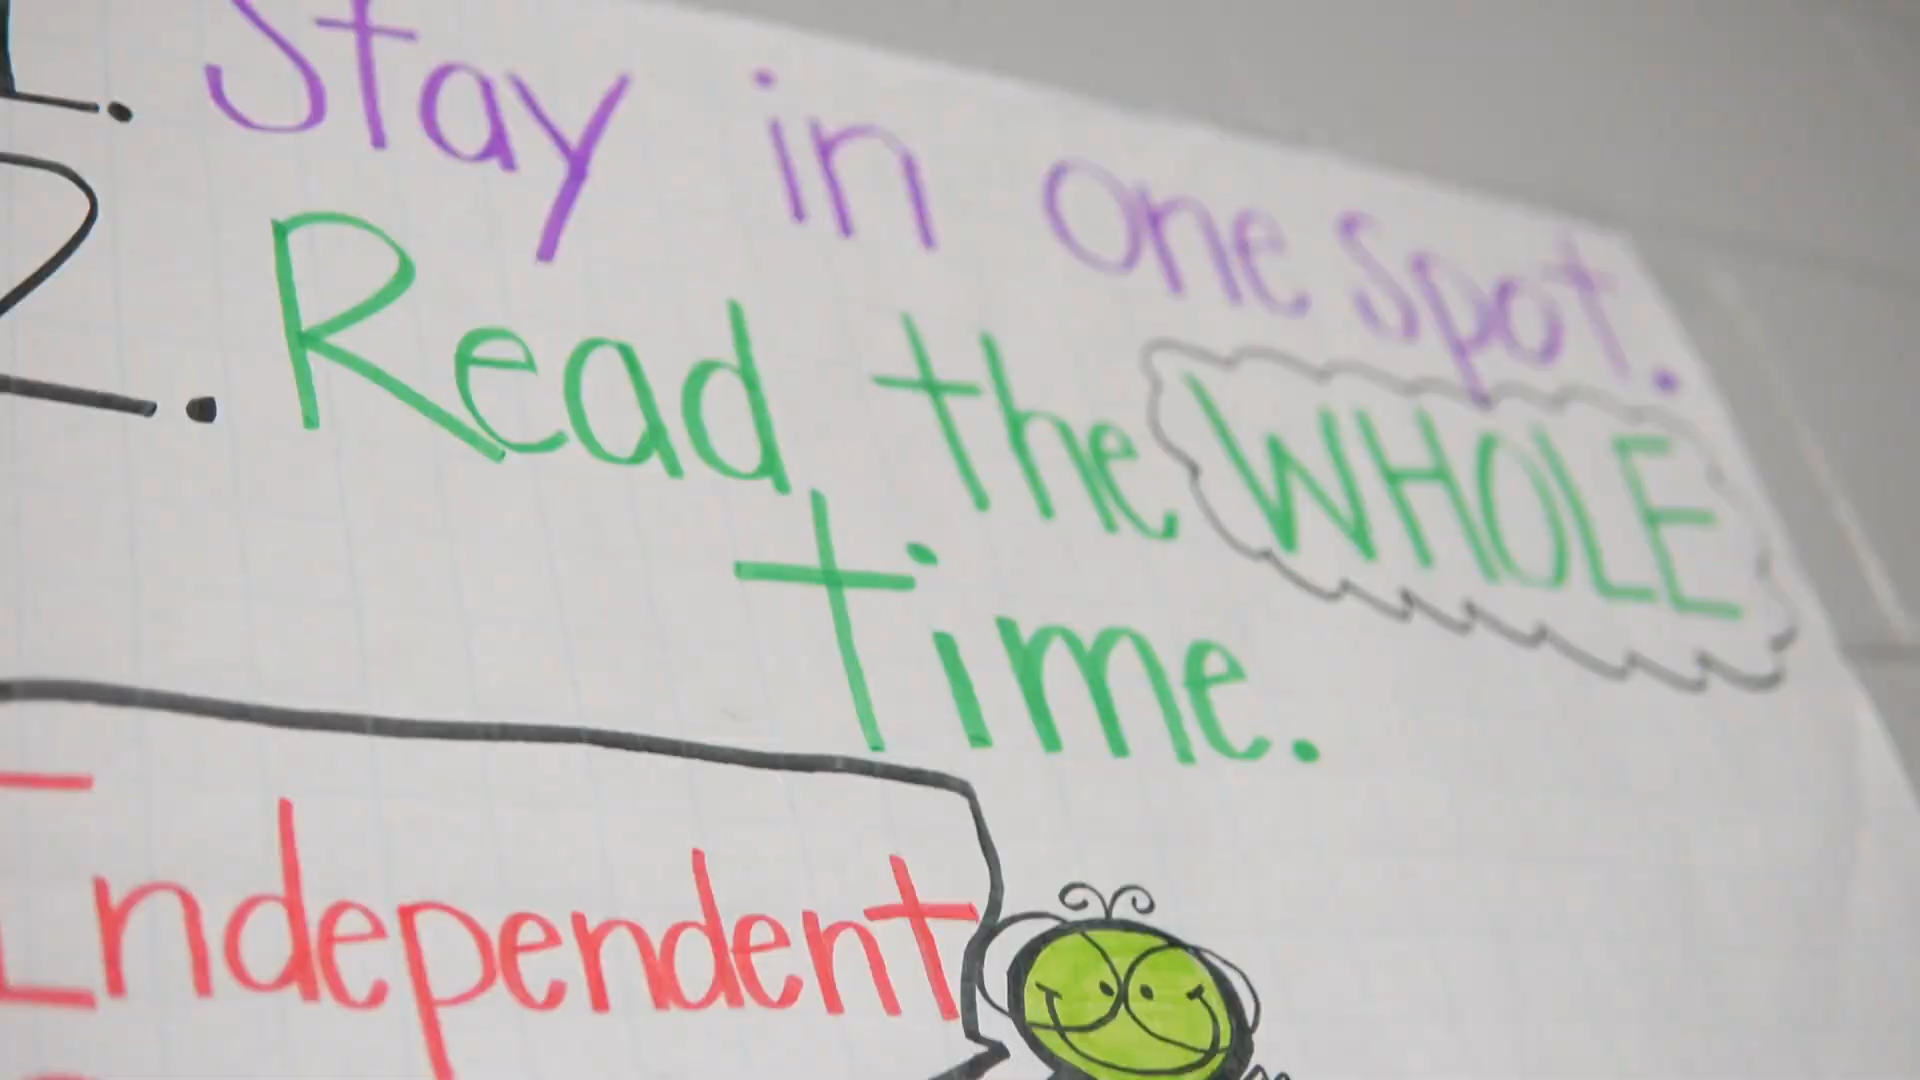 1. Stay in one spot.
2. Read the WHOLE
time.
Independent